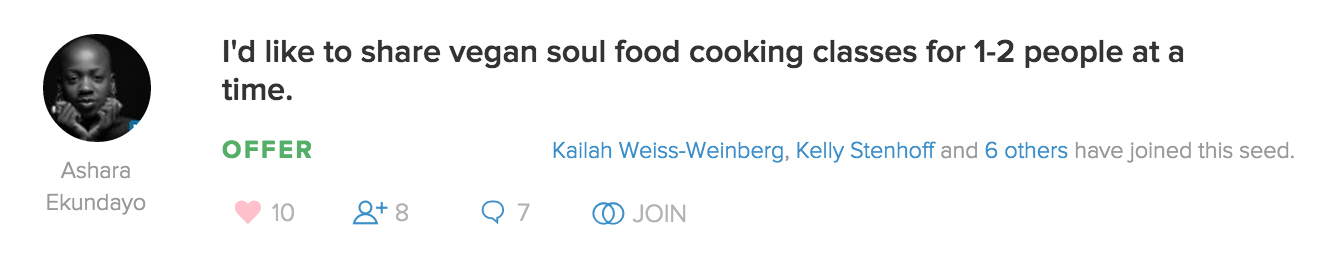 I'd like to share vegan soul food cooking classes for 1-2 people at a
time.
OFFER
Kailah Weiss-Weinberg, Kelly Stenhoff and 6 others have joined this seed.
Ashara
Ekundayo
10
8
7
JOIN